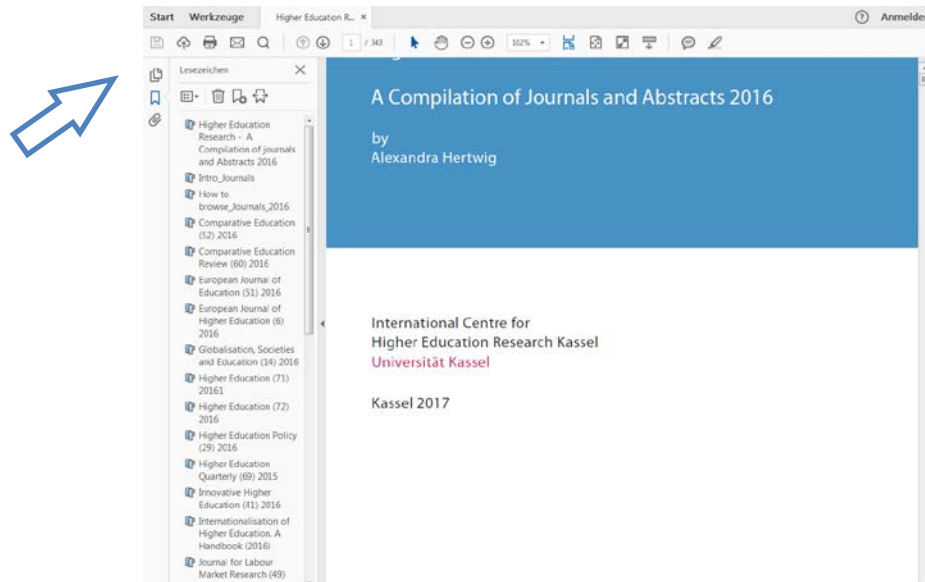 Start Werkzeuge Higher Education R... × Anmelden
1 / 343 102%
Lesezeichen
Higher Education
Research - A
Compilation of journals
and Abstracts 2016
Intro_Journals
How to
browse_Journals_2016
Comparative Education
(52) 2016
Comparative Education
Review (60) 2016
European Journal of
Education (51) 2016
European Journal of
Higher Education (6)
2016
Globalisation, Societies
and Education (14) 2016
Higher Education (71)
20161
Higher Education (72)
2016
Higher Education Policy
(29) 2016
Higher Education
Quarterly (69) 2015
Innovative Higher
Education (41) 2016
Internationalisation of
Higher Education. A
Handbook (2016)
Journal for Labour
Market Research (49)
A Compilation of Journals and Abstracts 2016
by
Alexandra Hertwig
International Centre for
Higher Education Research Kassel
Universität Kassel
Kassel 2017